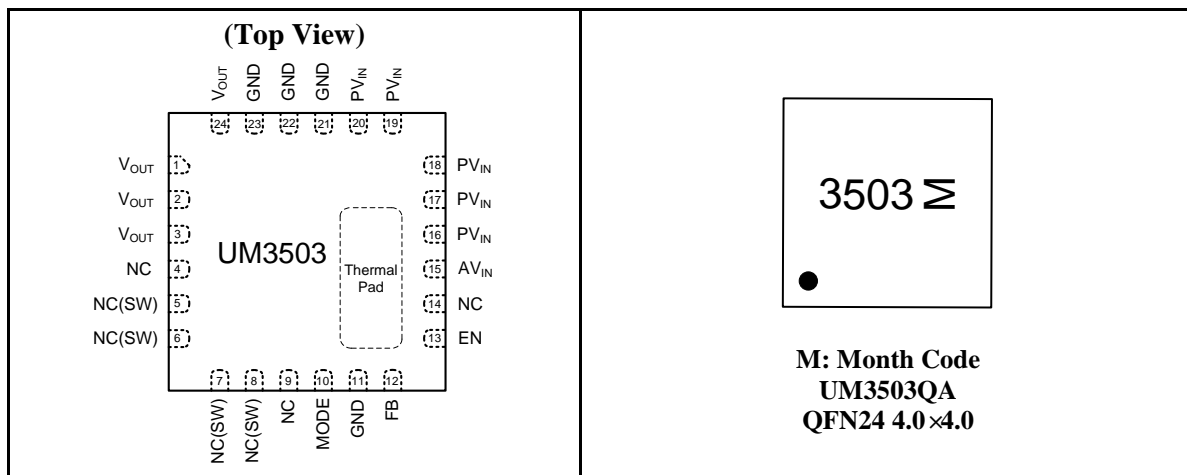 (Top View)
VOUT
GND
GND
GND
PVIN
PVIN
24
23
22
21
20
19
VOUT 1
VOUT 2
VOUT 3
NC 4
NC(SW) 5
NC(SW) 6
UM3503
Thermal
Pad
18 PVIN
17 PVIN
16 PVIN
15 AVIN
14 NC
13 EN
7
8
9
10
11
12
NC(SW)
NC(SW)
NC
MODE
GND
FB
3503 M
M: Month Code
UM3503QA
QFN24 4.0×4.0